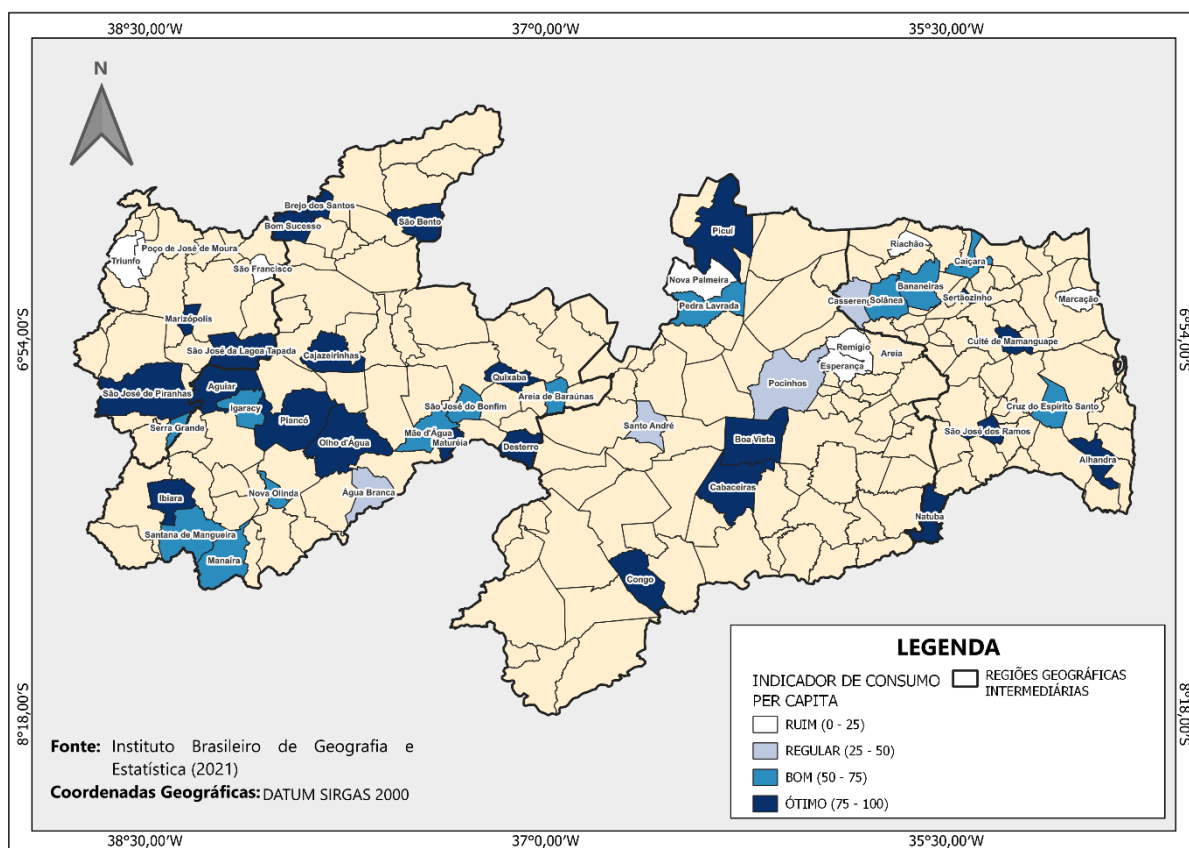 38°30,00′W 37°0,00′W 35°30,00′W
N
Brejo dos Santos
Bom Sucesso
São Bento
Picuí
Poço de José de Moura
Triunfo
São Francisco
Riachão
Caiçara
Nova Palmeira
Bananeiras
Pedra Lavrada
Cassereng
Solânea
Sertãozinho
Marcação
Marizópolis
6°54,00′S
6°54,00′S
São José da Lagoa Tapada
Cajazeirinhas
Cuité de Mamanguape
Remígio
Areia
Esperança
São José de Piranhas
Aguiar
Quixaba
Pocinhos
Areia de Baraúnas
Igaracy
São José do Bonfim
Cruz do Espírito Santo
Piancó
Serra Grande
Santo André
Mãe d'Água
São José dos Ramos
Olho d'Água
Maturéia
Desterro
Boa Vista
Alhandra
Cabaceiras
Ibiara
Nova Olinda
Água Branca
Natuba
Santana de Mangueira
Manaíra
Congo
LEGENDA
INDICADOR DE CONSUMO
PER CAPITA
REGIÕES GEOGRÁFICAS
INTERMEDIÁRIAS
RUIM (0 - 25)
REGULAR (25 - 50)
BOM (50 - 75)
ÓTIMO (75 - 100)
8°18,00′S
8°18,00′S
Fonte: Instituto Brasileiro de Geografia e
Estatística (2021)
Coordenadas Geográficas: DATUM SIRGAS 2000
38°30,00′W 37°0,00′W 35°30,00′W